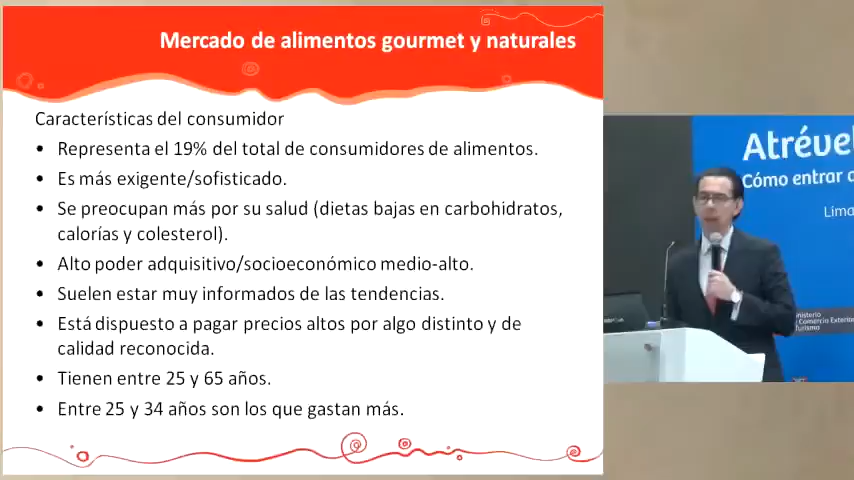 Mercado de alimentos gourmet y naturales
Características del consumidor
• Representa el 19% del total de consumidores de alimentos.
• Es más exigente/sofisticado.
• Se preocupan más por su salud (dietas bajas en carbohidratos,
calorías y colesterol).
• Alto poder adquisitivo/socioeconómico medio-alto.
• Suelen estar muy informados de las tendencias.
• Está dispuesto a pagar precios altos por algo distinto y de
calidad reconocida.
• Tienen entre 25 y 65 años.
• Entre 25 y 34 años son los que gastan más.
Atréve
Cómo entrar
Lima
Comercio Exterior
Turismo